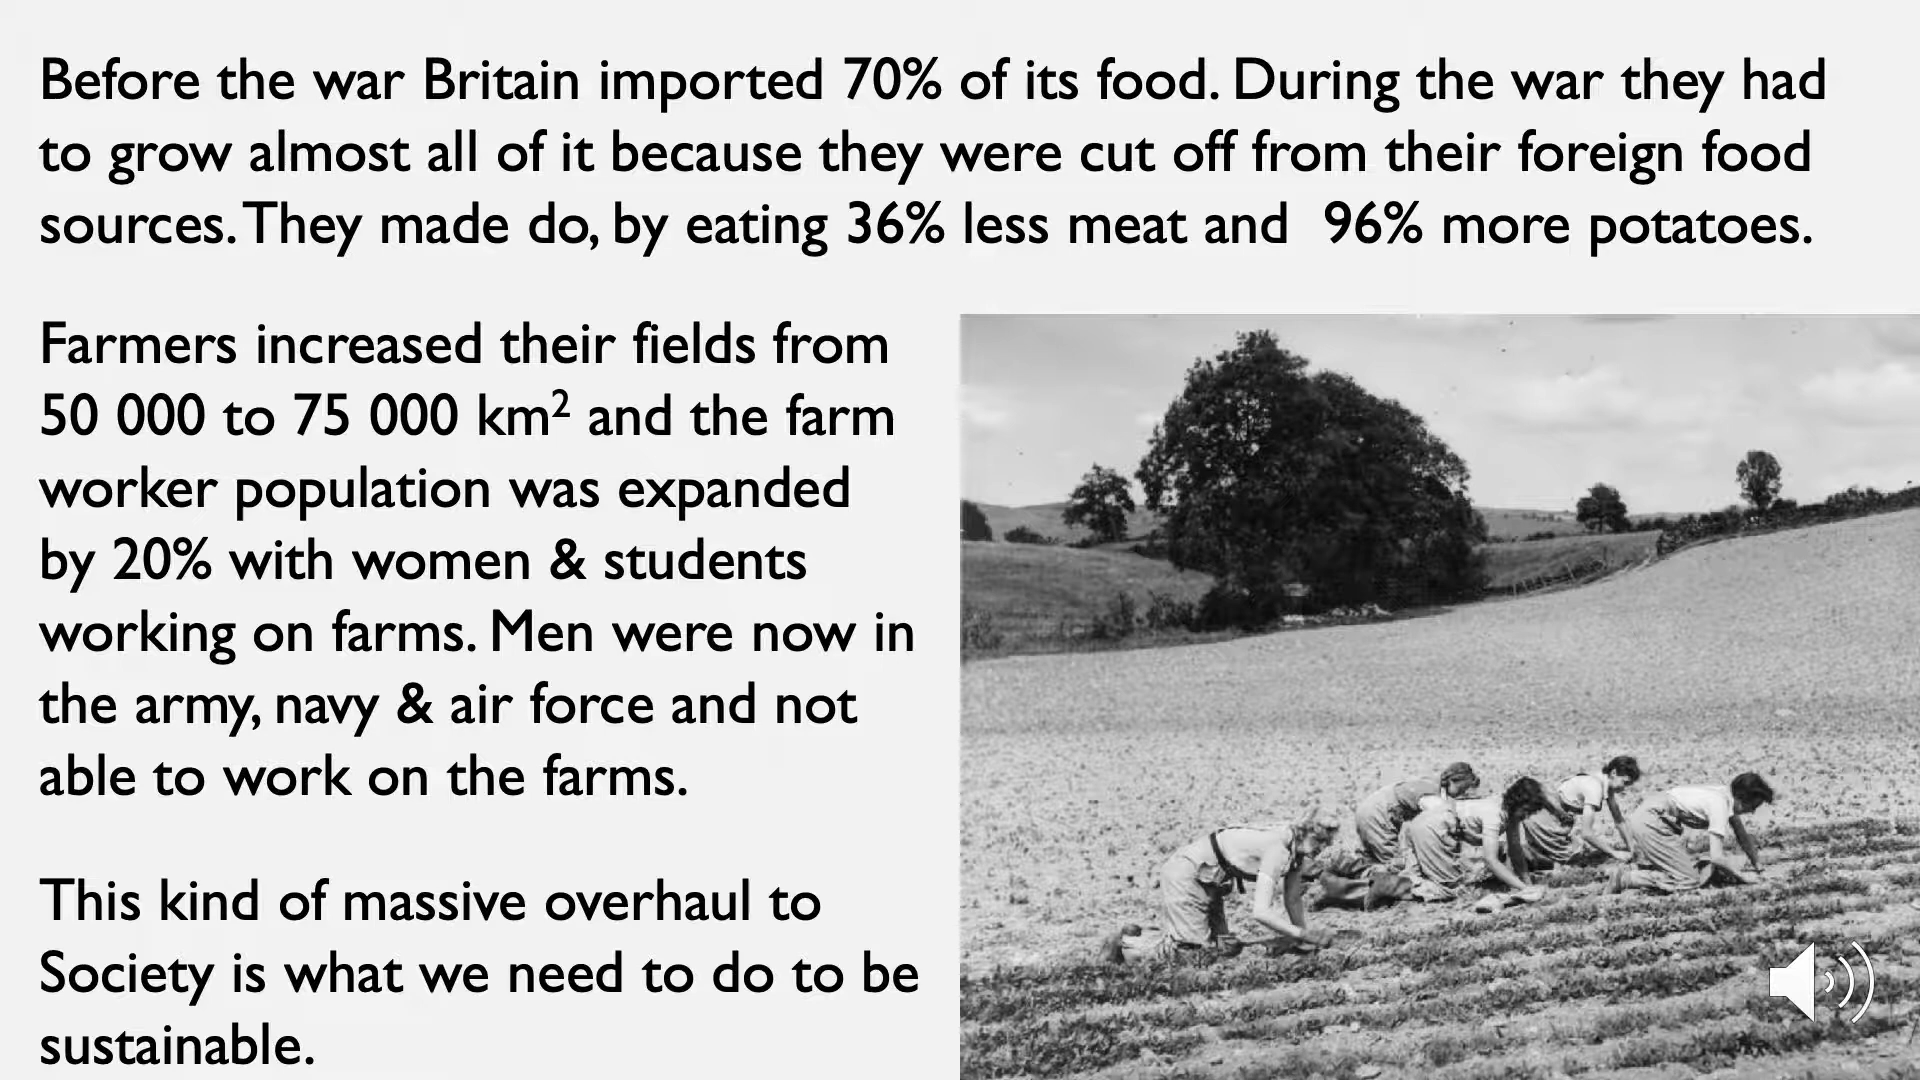 Before the war Britain imported 70% of its food. During the war they had
to grow almost all of it because they were cut off from their foreign food
sources. They made do, by eating 36% less meat and  96% more potatoes.
Farmers increased their fields from
50 000 to 75 000 km² and the farm
worker population was expanded
by 20% with women & students
working on farms. Men were now in
the army, navy & air force and not
able to work on the farms.
This kind of massive overhaul to
Society is what we need to do to be
sustainable.